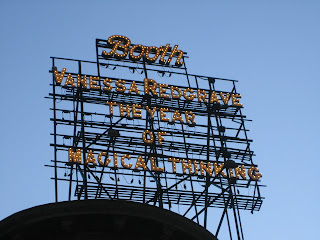 Booth
VANESSA REDGRAVE
THE YEAR
OF
MAGICAL THINKING